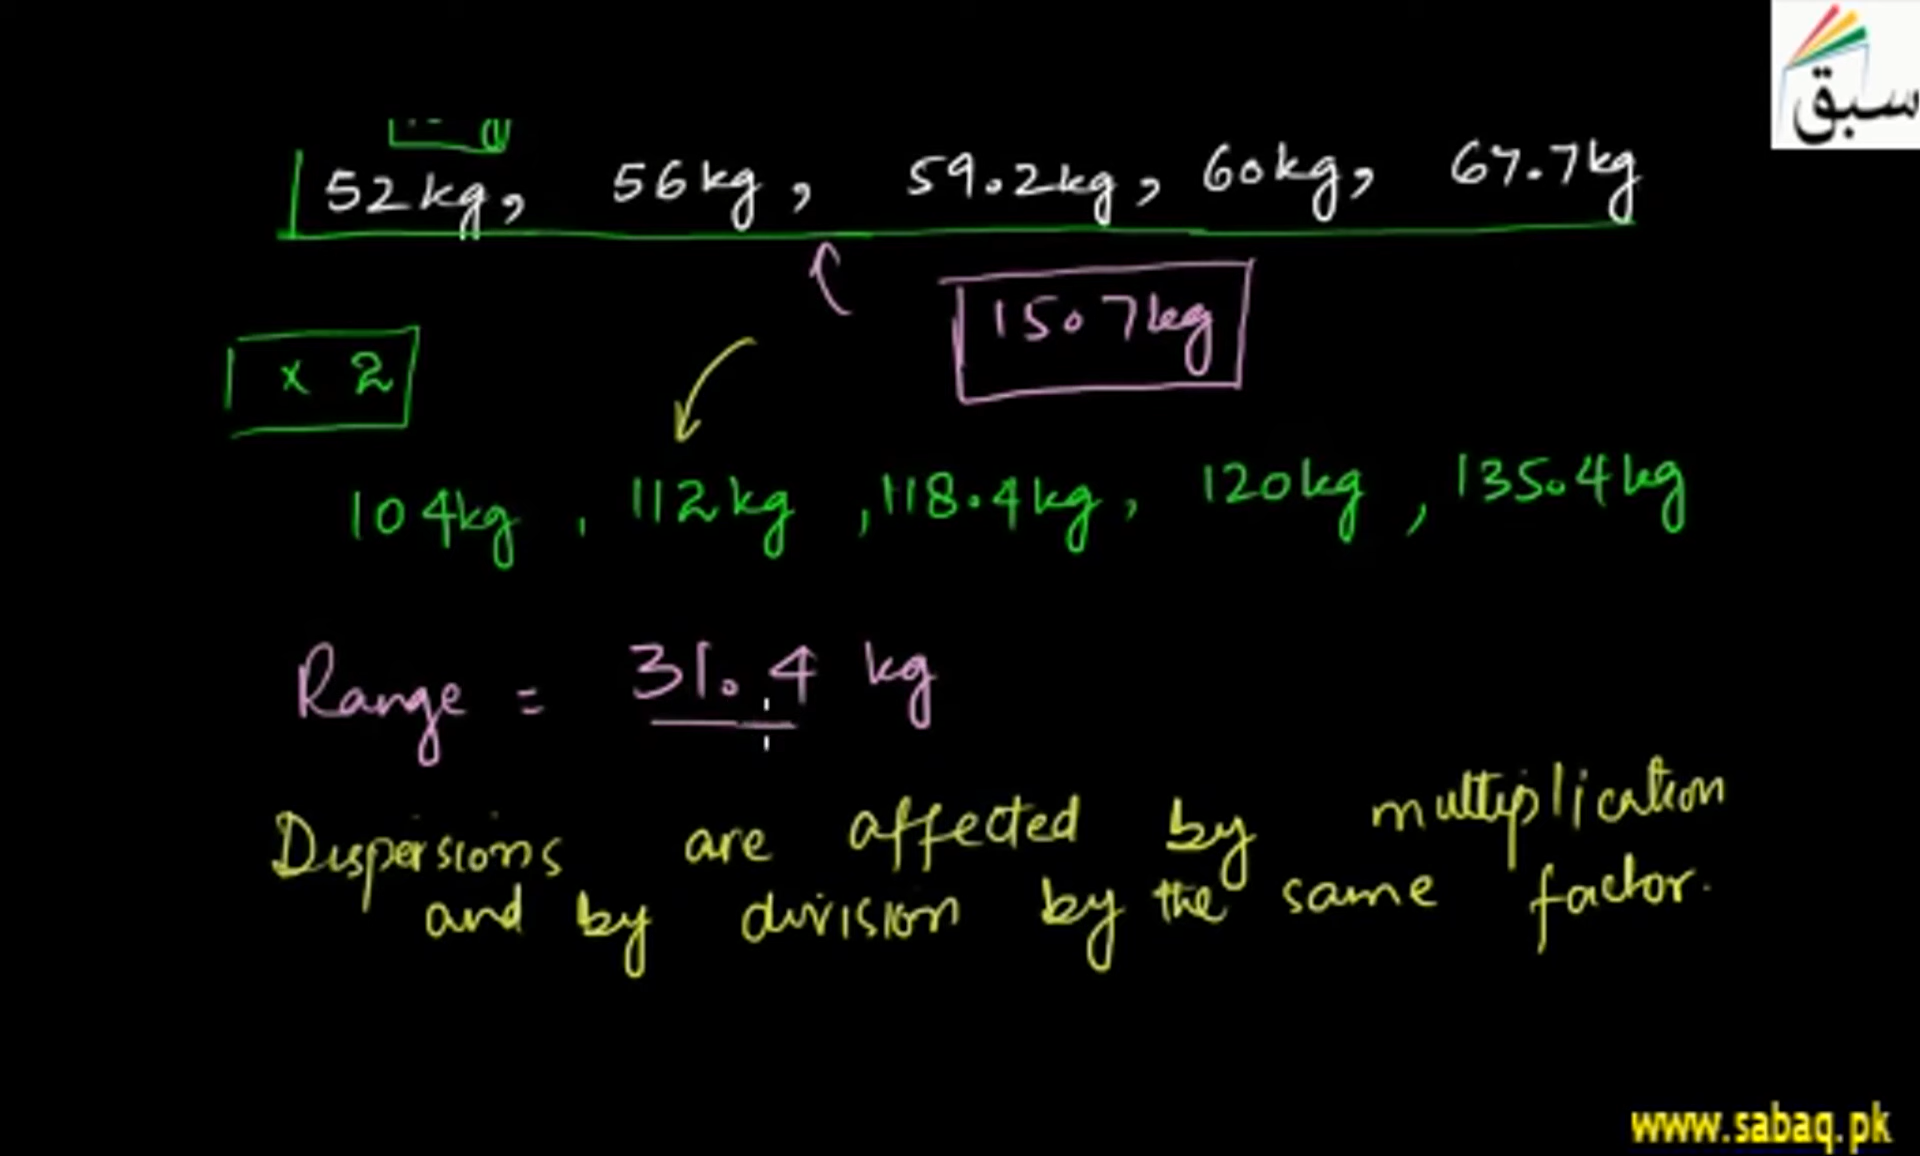 سبق
52kg, 56kg, 59.2kg, 60kg, 67.7kg
15.7kg
x 2
104kg, 112kg, 118.4kg, 120kg, 135.4kg
Range = 31.4 kg
Dispersions are affected by multiplication
and by division by the same factor.
www.sabaq.pk